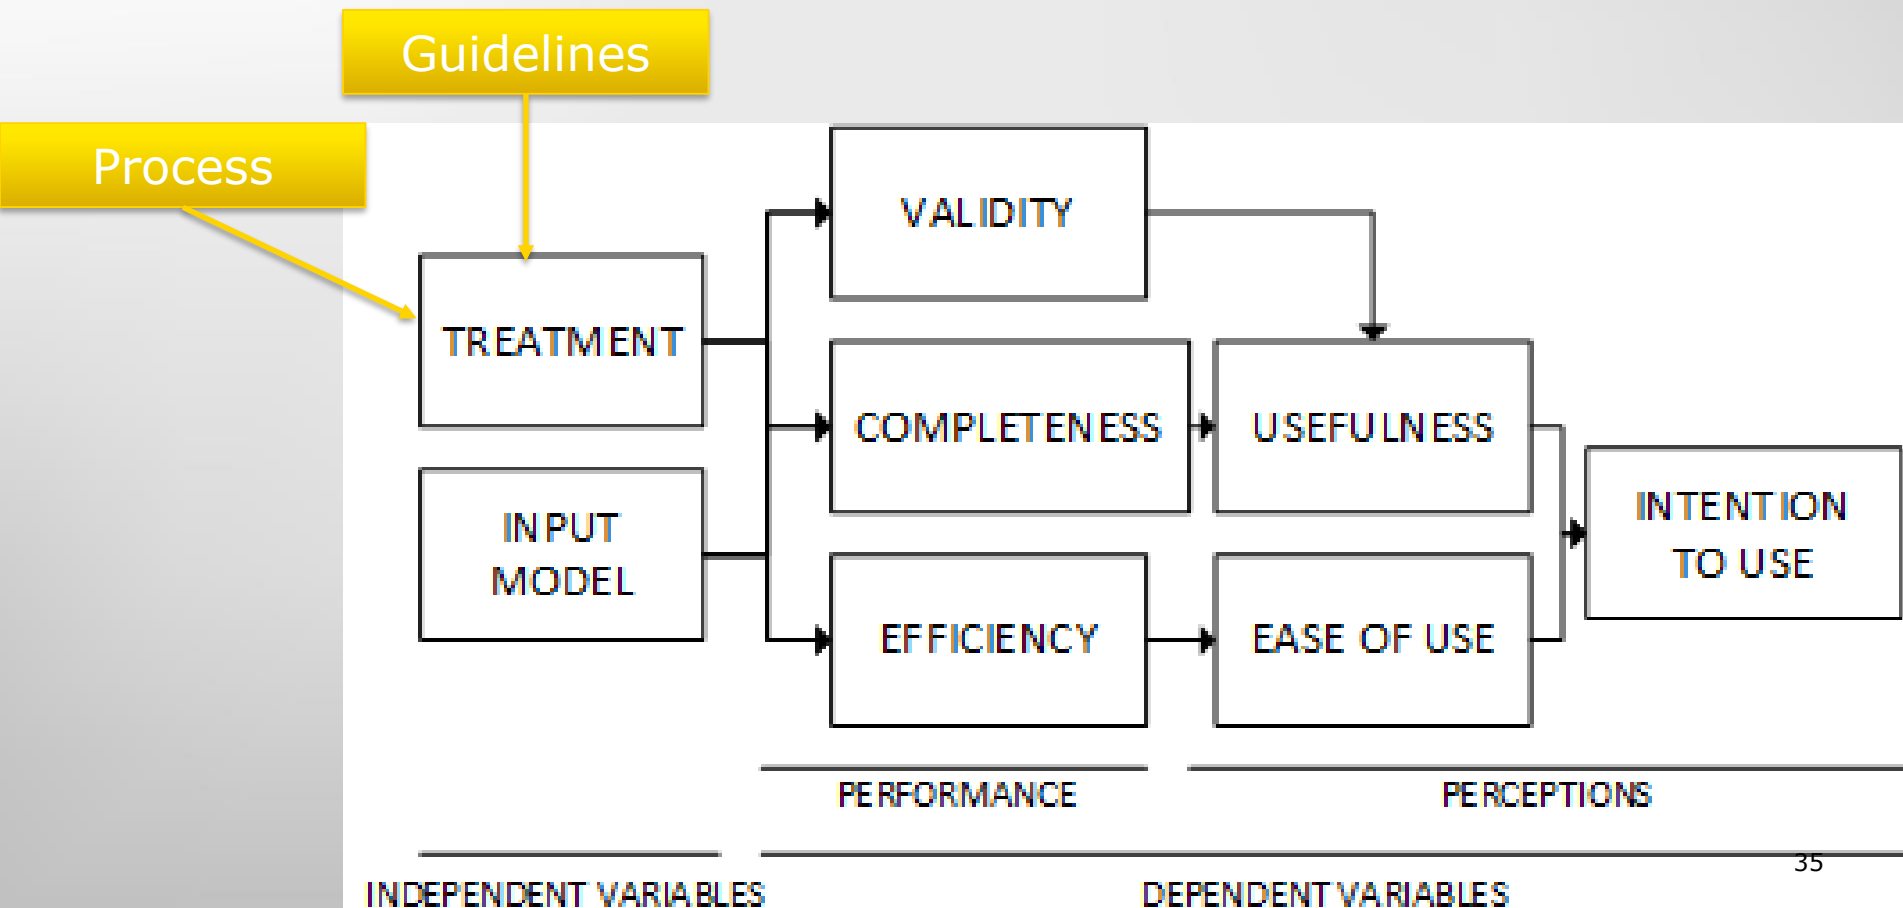 Guidelines
Process
VALIDITY
TREATMENT
COMPLETENESS
USEFULNESS
INPUT
MODEL
INTENTION
TO USE
EFFICIENCY
EASE OF USE
PERFORMANCE
PERCEPTIONS
35
INDEPENDENT VARIABLES
DEPENDENT VARIABLES